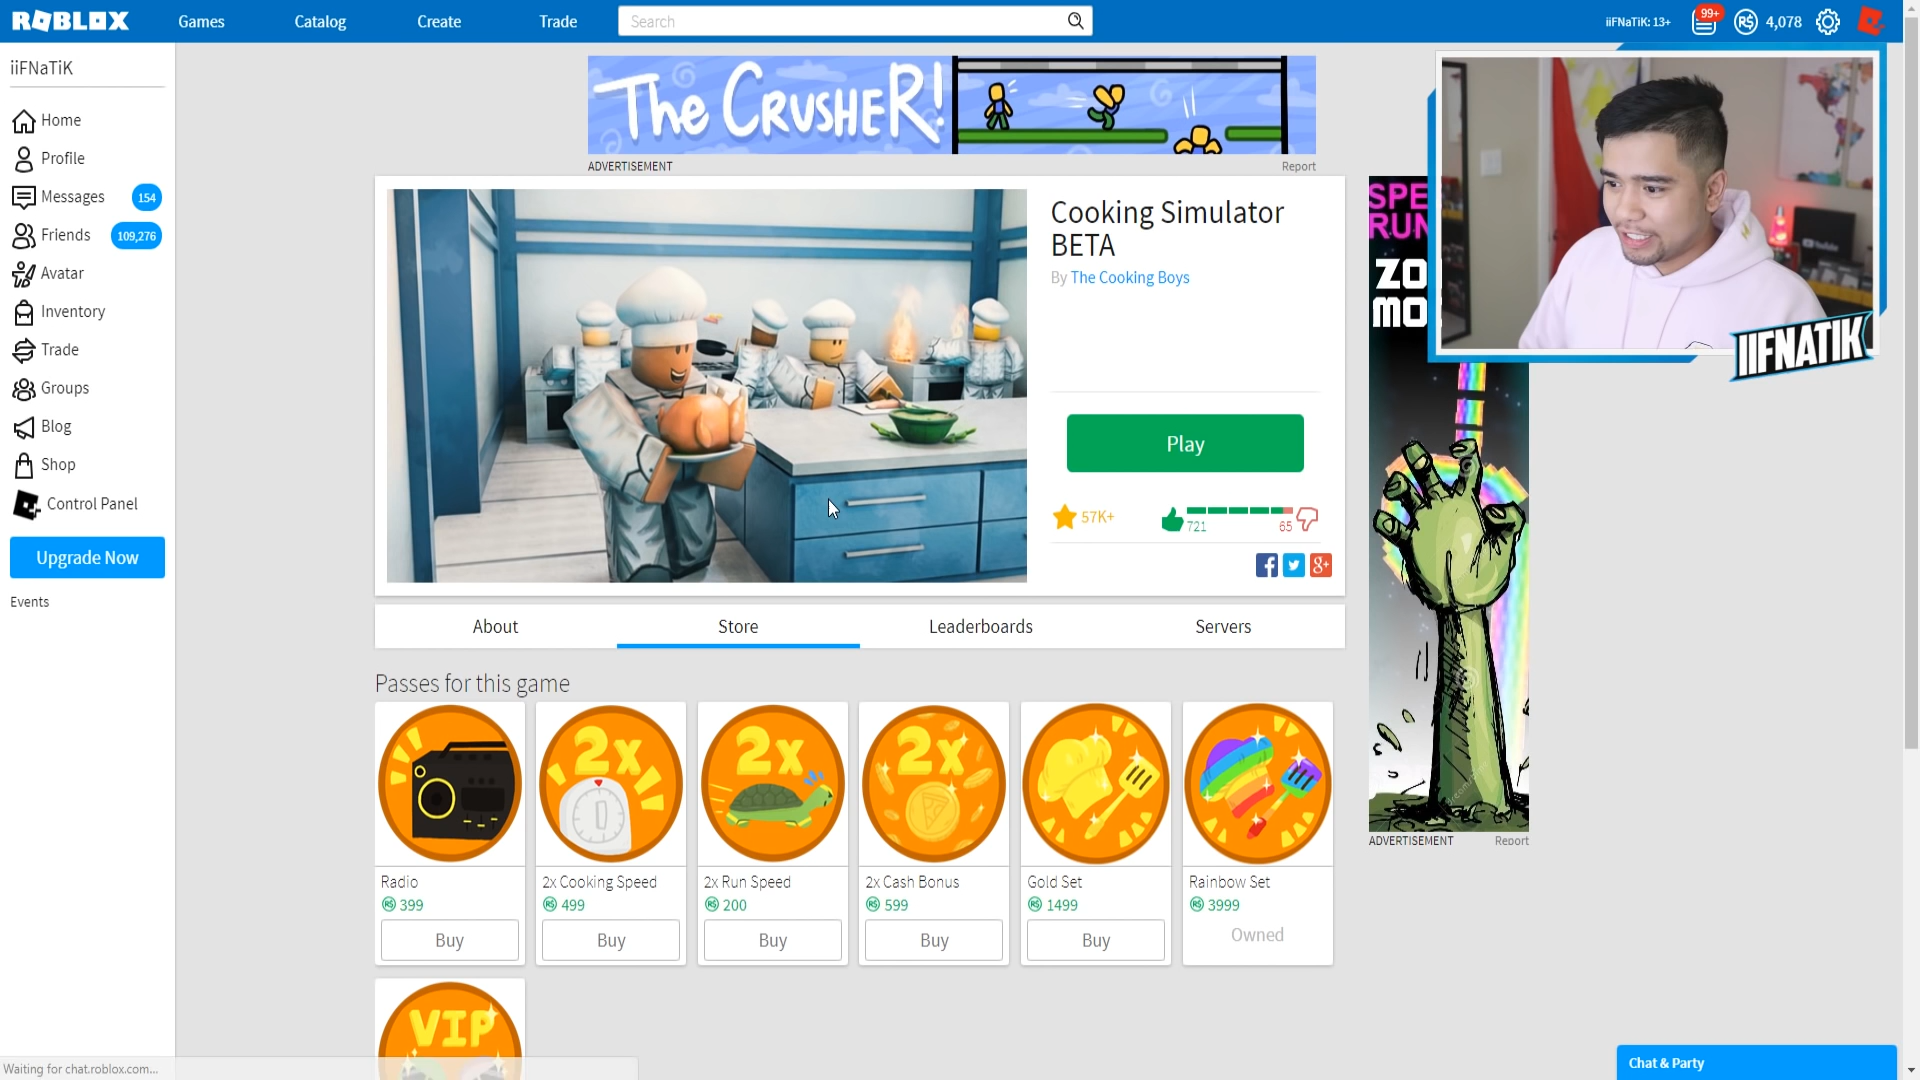 ROBLOX
Games
Catalog
Create
Trade
Search
iiFNaTiK: 13+
99+
4,078
iiFNaTiK
Home
Profile
Messages
154
Friends
109,276
Avatar
Inventory
Trade
Groups
Blog
Shop
Control Panel
Upgrade Now
Events
The CRUSHER!
ADVERTISEMENT
Report
Cooking Simulator
BETA
By The Cooking Boys
Play
57K+
721
65
SPE
RUN
ZO
MO
IIFNATIK
About
Store
Leaderboards
Servers
Passes for this game
2x
2x
2x
Radio
R$ 399
Buy
2x Cooking Speed
R$ 499
Buy
2x Run Speed
R$ 200
Buy
2x Cash Bonus
R$ 599
Buy
Gold Set
R$ 1499
Buy
Rainbow Set
R$ 3999
Owned
ADVERTISEMENT
Report
VIP
Waiting for chat.roblox.com...
Chat & Party